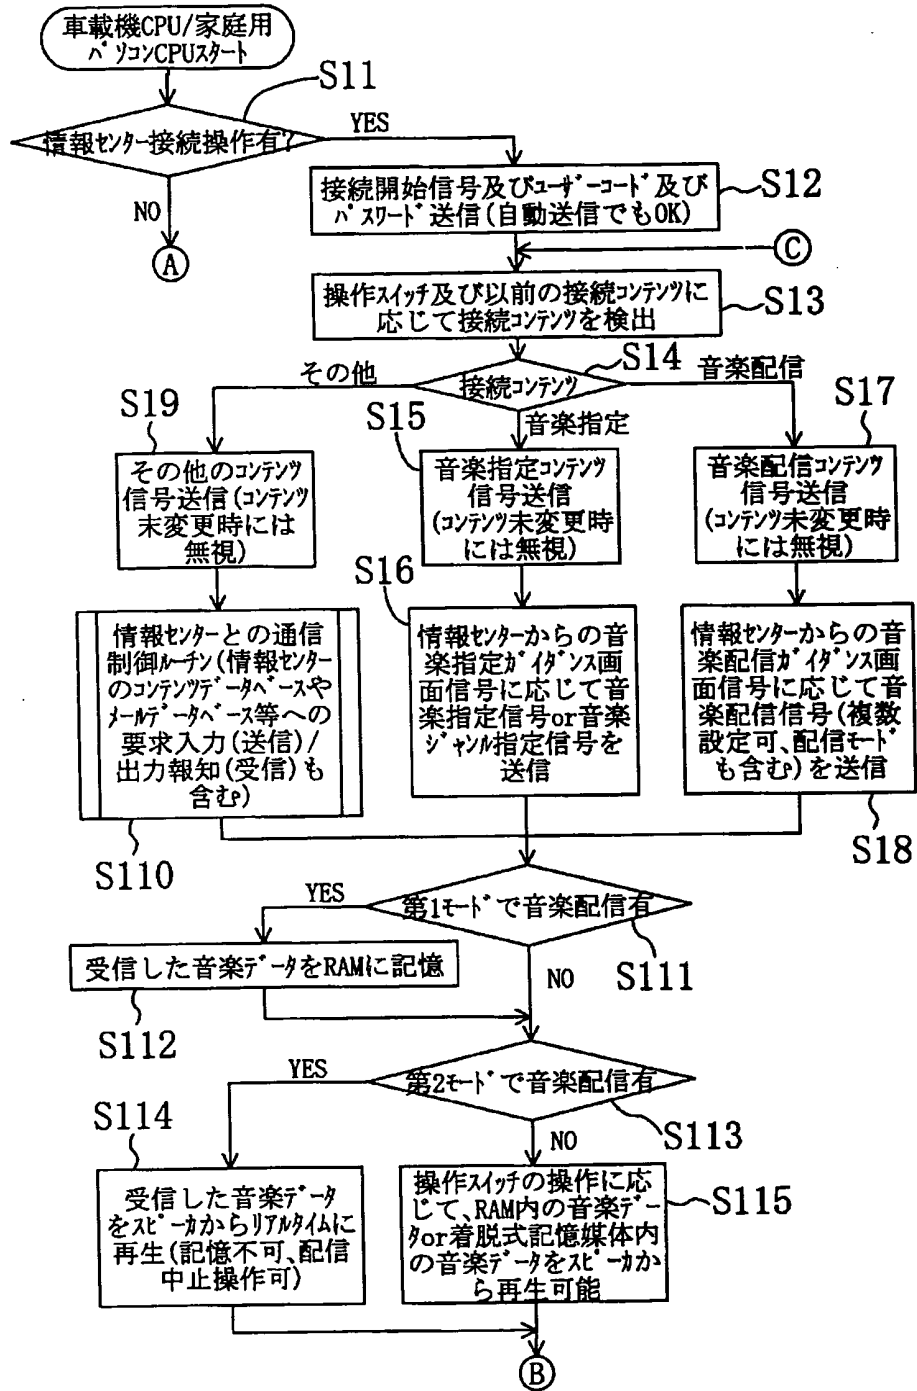 車載機CPU/家庭用
ﾊﾟｿｺﾝCPUｽﾀｰﾄ
S11
情報ｾﾝﾀｰ接続操作有?
YES
NO
A
接続開始信号及びﾕｰｻﾞｰｺｰﾄﾞ及び
ﾊﾟｽﾜｰﾄﾞ送信(自動送信でもOK)
S12
C
操作ｽｲｯﾁ及び以前の接続ｺﾝﾃﾝﾂに
応じて接続ｺﾝﾃﾝﾂを検出
S13
S14
接続ｺﾝﾃﾝﾂ
その他
音楽指定
音楽配信
S19
その他のｺﾝﾃﾝﾂ
信号送信(ｺﾝﾃﾝﾂ
末変更時には
無視)
S15
音楽指定ｺﾝﾃﾝﾂ
信号送信
(ｺﾝﾃﾝﾂ未変更時
には無視)
S17
音楽配信ｺﾝﾃﾝﾂ
信号送信
(ｺﾝﾃﾝﾂ未変更時
には無視)
情報ｾﾝﾀｰとの通信
制御ﾙｰﾁﾝ(情報ｾﾝﾀｰ
のｺﾝﾃﾝﾂﾃﾞｰﾀﾍﾞｰｽや
ﾒｰﾙﾃﾞｰﾀﾍﾞｰｽ等への
要求入力(送信)/
出力報知(受信)も
含む)
S110
S16
情報ｾﾝﾀｰからの音
楽指定ｶﾞｲﾀﾞﾝｽ画
面信号に応じて音
楽指定信号or音楽
ｼﾞｬﾝﾙ指定信号を
送信
情報ｾﾝﾀｰからの音
楽配信ｶﾞｲﾀﾞﾝｽ画
面信号に応じて音
楽配信信号(複数
設定可、配信ﾓｰﾄﾞ
も含む)を送信
S18
第1ﾓｰﾄﾞで音楽配信有
S111
YES
NO
受信した音楽ﾃﾞｰﾀをRAMに記憶
S112
第2ﾓｰﾄﾞで音楽配信有
S113
YES
NO
S114
受信した音楽ﾃﾞｰﾀ
をｽﾋﾟｰｶからﾘｱﾙﾀｲﾑに
再生(記憶不可、配信
中止操作可)
操作ｽｲｯﾁの操作に応
じて、RAM内の音楽ﾃﾞｰ
ﾀor着脱式記憶媒体内
の音楽ﾃﾞｰﾀをｽﾋﾟｰｶか
ら再生可能
S115
B